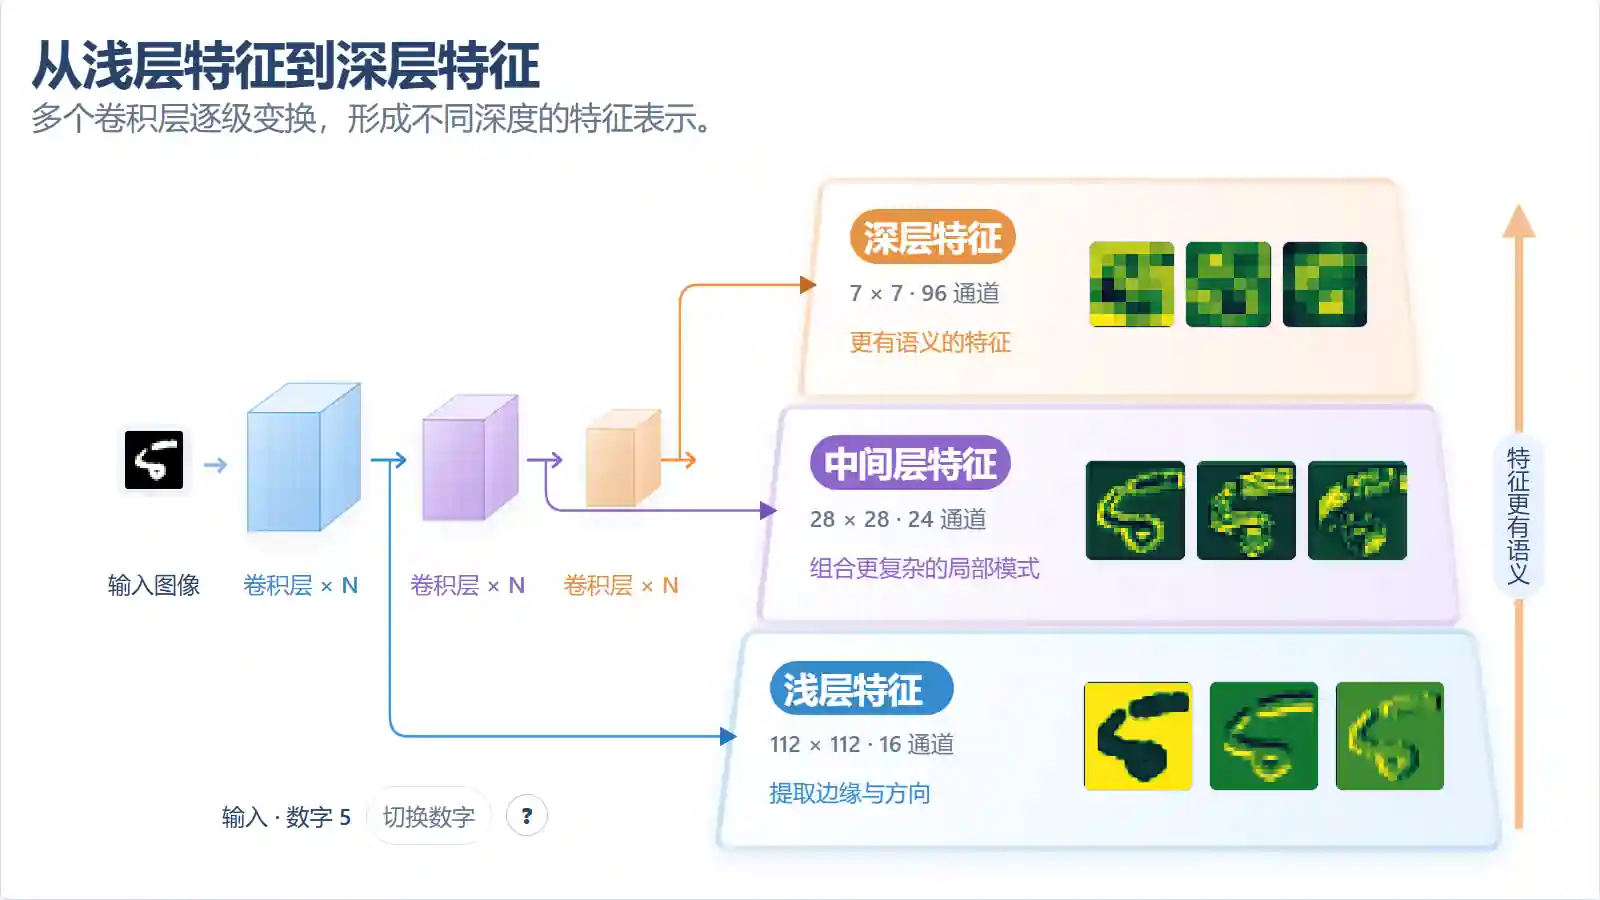 从浅层特征到深层特征
多个卷积层逐级变换，形成不同深度的特征表示。
深层特征
7 × 7 · 96 通道
更有语义的特征
中间层特征
28 × 28 · 24 通道
组合更复杂的局部模式
浅层特征
112 × 112 · 16 通道
提取边缘与方向
特征更有语义
输入图像
卷积层 × N
卷积层 × N
卷积层 × N
输入 · 数字 5
切换数字
?